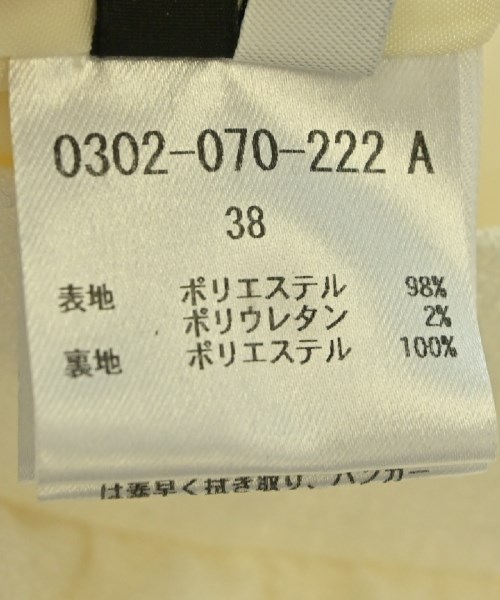 0302-070-222 A
38
表地 ポリエステル 98%
ポリウレタン 2%
裏地 ポリエステル 100%
は素早く拭き取り、ハンガー